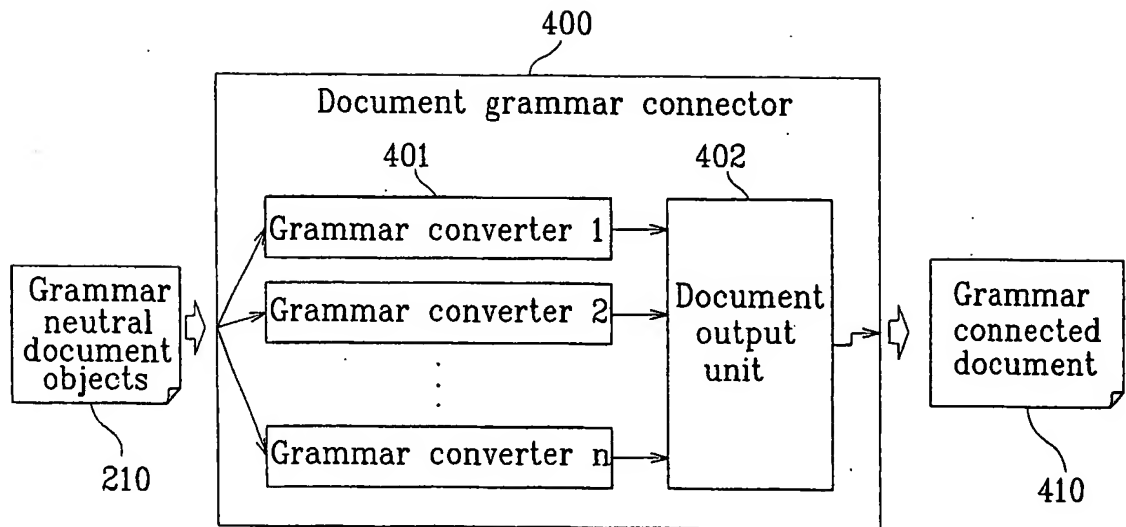 400
Document grammar connector
401
402
Grammar converter 1
Grammar converter 2
Grammar converter n
Grammar
neutral
document
objects
210
Document
output
unit
Grammar
connected
document
410